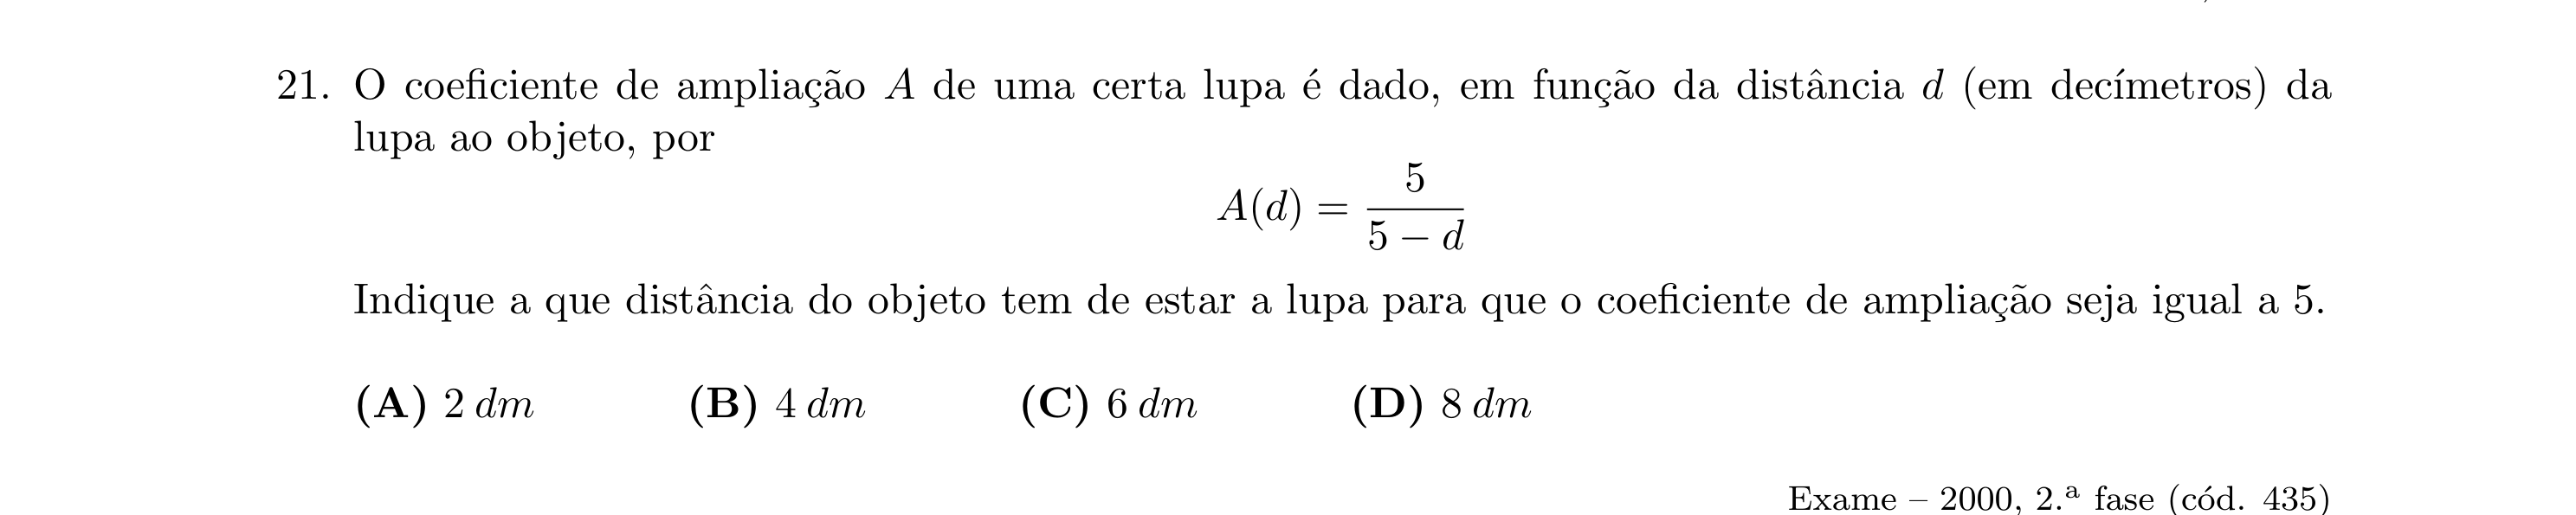 21. O coeficiente de ampliação A de uma certa lupa é dado, em função da distância d (em decímetros) da
lupa ao objeto, por
A(d) = 5 / (5 − d)
Indique a que distância do objeto tem de estar a lupa para que o coeficiente de ampliação seja igual a 5.
(A) 2 dm (B) 4 dm (C) 6 dm (D) 8 dm
Exame – 2000, 2.ª fase (cód. 435)